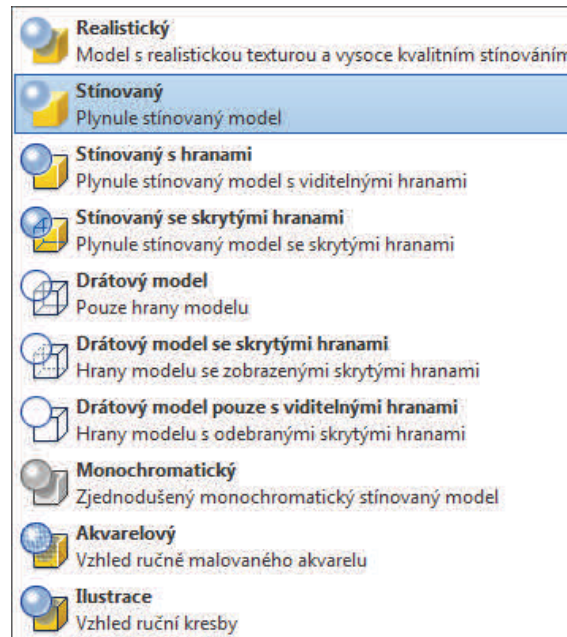 Realistický
Model s realistickou texturou a vysoce kvalitním stínováním
Stínovaný
Plynule stínovaný model
Stínovaný s hranami
Plynule stínovaný model s viditelnými hranami
Stínovaný se skrytými hranami
Plynule stínovaný model se skrytými hranami
Drátový model
Pouze hrany modelu
Drátový model se skrytými hranami
Hrany modelu se zobrazenými skrytými hranami
Drátový model pouze s viditelnými hranami
Hrany modelu s odebranými skrytými hranami
Monochromatický
Zjednodušený monochromatický stínovaný model
Akvarelový
Vzhled ručně malovaného akvarelu
Ilustrace
Vzhled ruční kresby